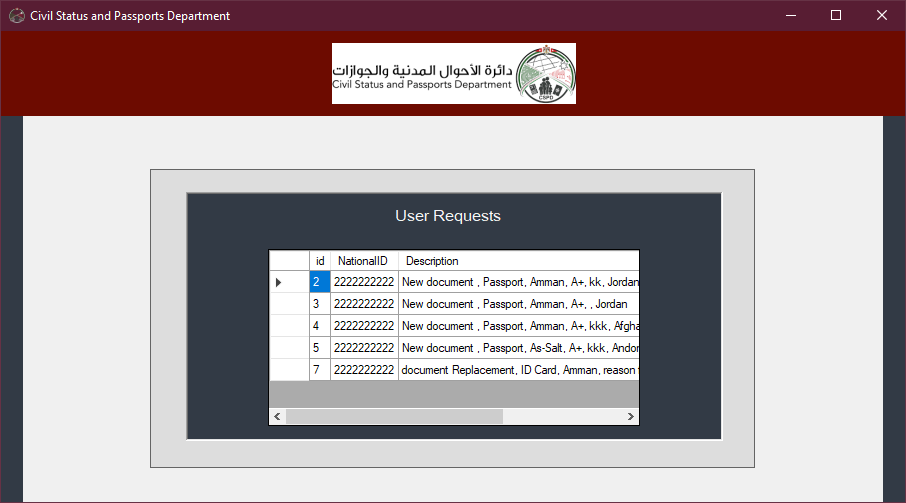 Civil Status and Passports Department
دائرة الأحوال المدنية والجوازات
Civil Status and Passports Department
CSPD
User Requests
id NationalID Description
2 2222222222 New document , Passport, Amman, A+, kk, Jordan
3 2222222222 New document , Passport, Amman, A+, , Jordan
4 2222222222 New document , Passport, Amman, A+, kkk, Afgha
5 2222222222 New document , Passport, As-Salt, A+, kkk, Andor
7 2222222222 document Replacement, ID Card, Amman, reason